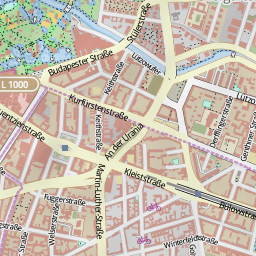 Stülerstraße
Lützowufer
Budapester Straße
L 1000
Keithstraße
Kurfürstenstraße
Keithstraße
An der Urania
Derfflingerstraße
Kleiststraße
Martin-Luther-Straße
Fuggerstraße
Welserstraße
Bülowstraße
Winterfeldtstraße